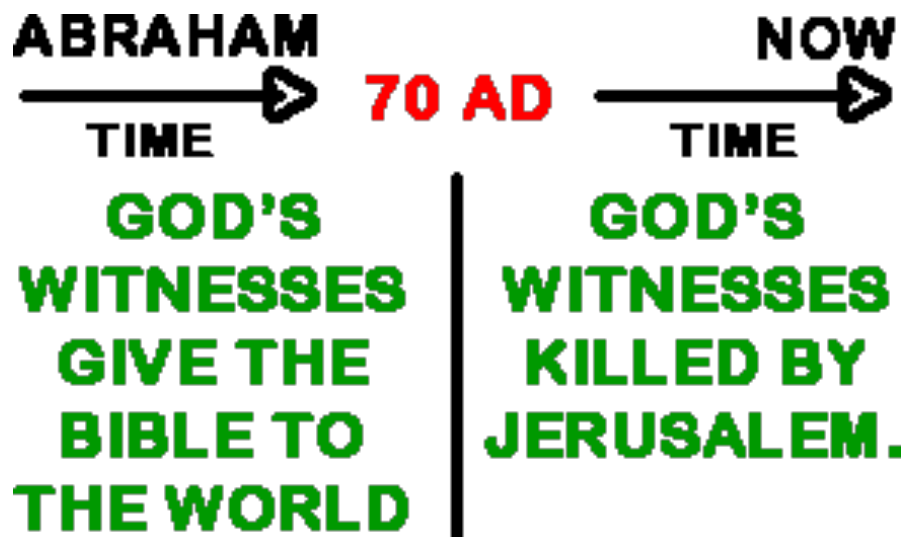 ABRAHAM
TIME
70 AD
NOW
TIME
GOD'S
WITNESSES
GIVE THE
BIBLE TO
THE WORLD
GOD'S
WITNESSES
KILLED BY
JERUSALEM.